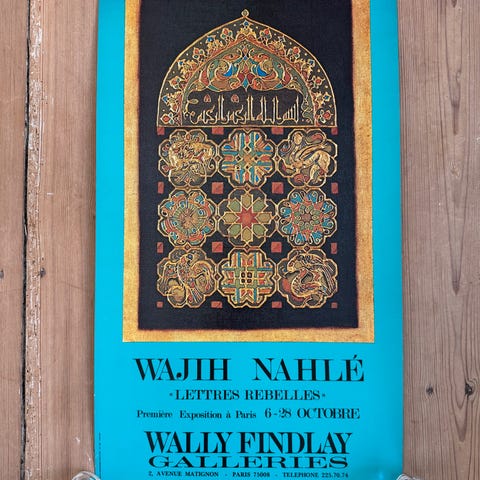 WAJIH NAHLÉ
«LETTRES REBELLES»
Première Exposition à Paris 6-28 OCTOBRE
WALLY FINDLAY
GALLERIES
2, AVENUE MATIGNON - PARIS 75008 - TELEPHONE 225.70.74